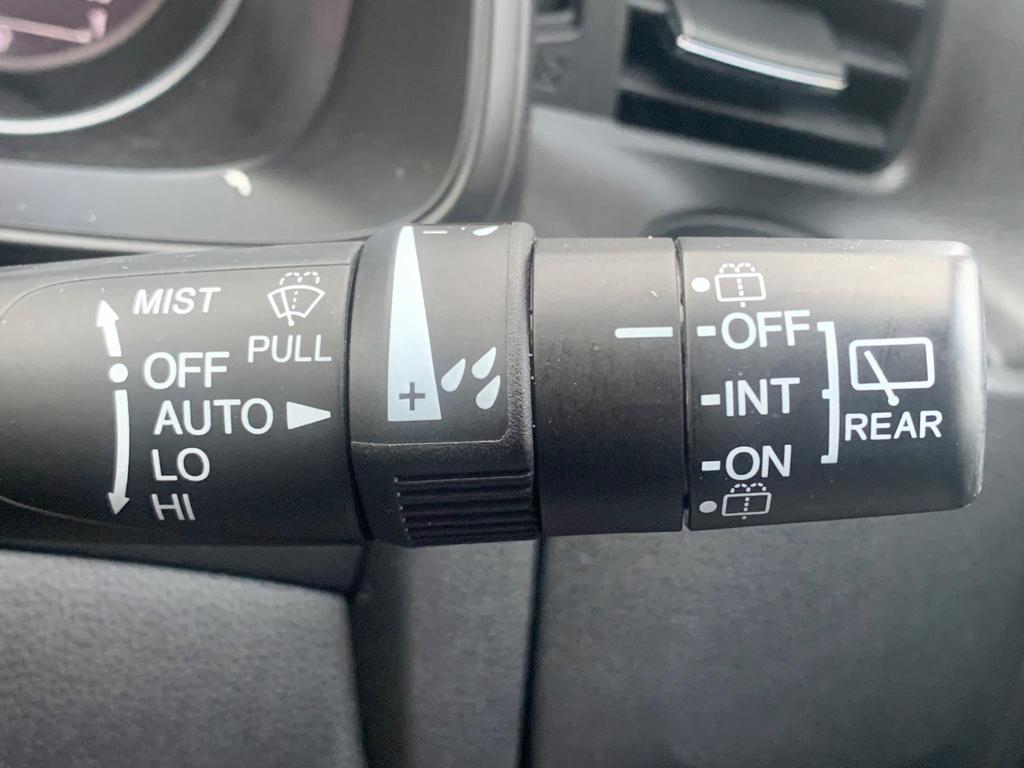 MIST
PULL
OFF
AUTO
LO
HI
+
OFF
INT
ON
REAR